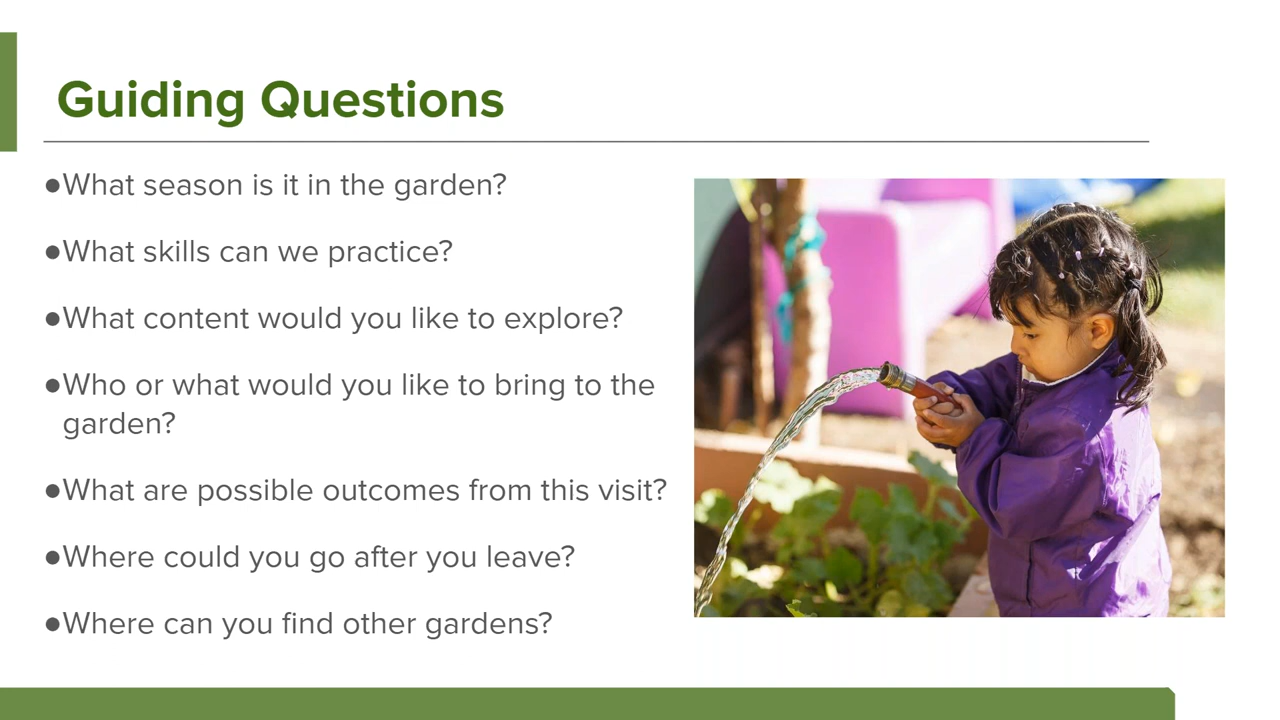 Guiding Questions
●What season is it in the garden?
●What skills can we practice?
●What content would you like to explore?
●Who or what would you like to bring to the
garden?
●What are possible outcomes from this visit?
●Where could you go after you leave?
●Where can you find other gardens?